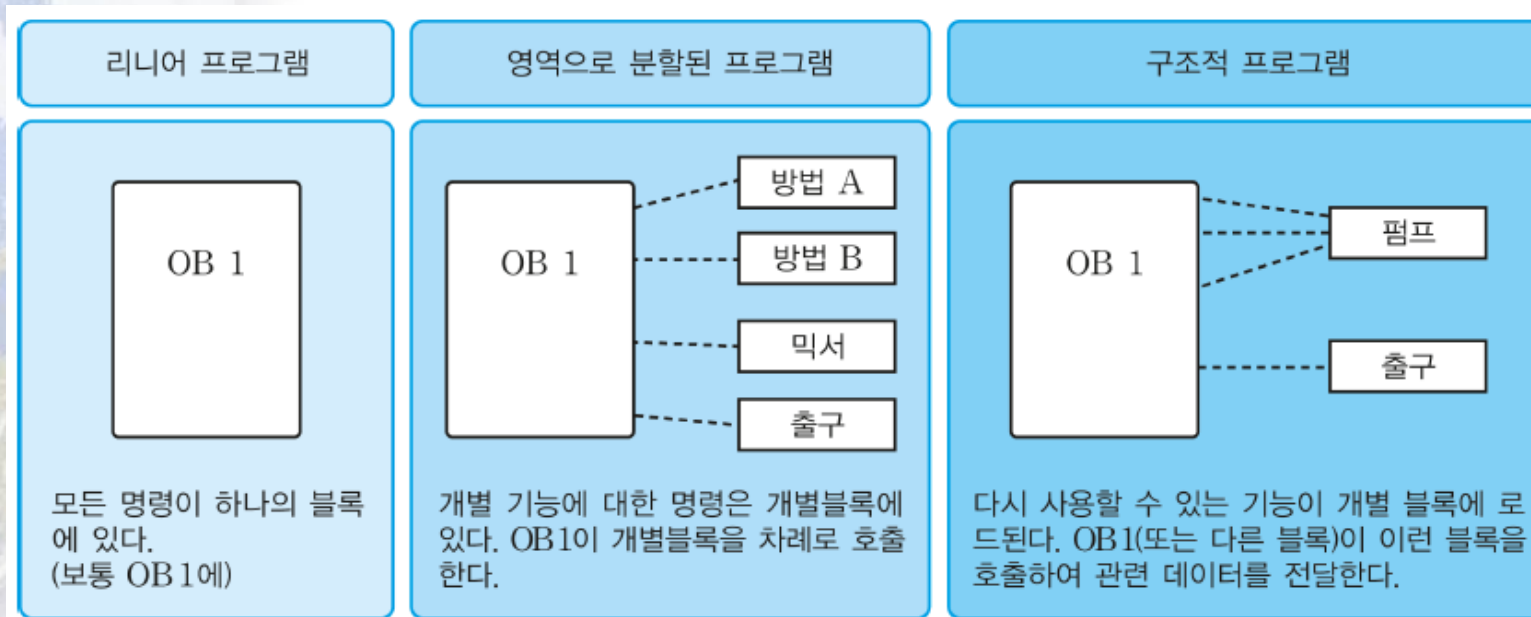 리니어 프로그램
영역으로 분할된 프로그램
구조적 프로그램
OB 1
모든 명령이 하나의 블록
에 있다.
(보통 OB 1에)
OB 1
방법 A
방법 B
믹서
출구
개별 기능에 대한 명령은 개별블록에
있다. OB 1이 개별블록을 차례로 호출
한다.
OB 1
펌프
출구
다시 사용할 수 있는 기능이 개별 블록에 로
드된다. OB 1(또는 다른 블록)이 이런 블록을
호출하여 관련 데이터를 전달한다.